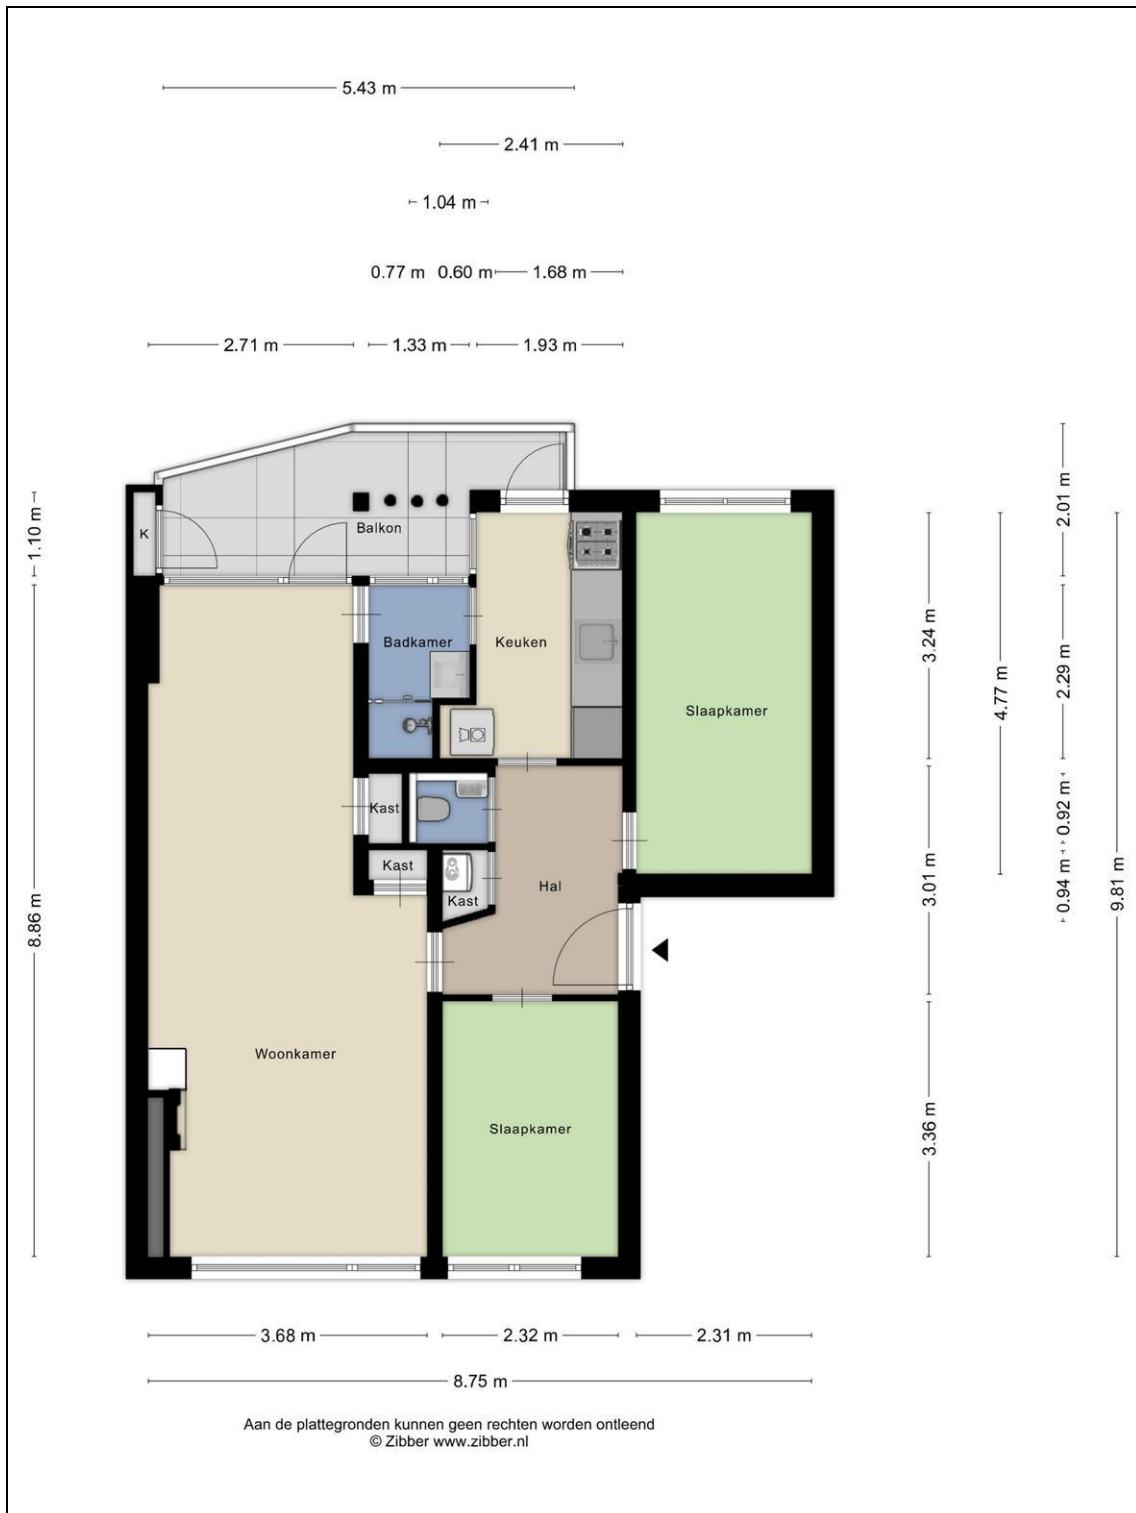 5.43 m
2.41 m
1.04 m
0.77 m 0.60 m 1.68 m
2.71 m 1.33 m 1.93 m
1.10 m
8.86 m
K
Balkon
Badkamer
Keuken
Slaapkamer
Kast
Kast
Kast
Hal
Woonkamer
Slaapkamer
3.24 m
3.01 m
3.36 m
4.77 m
2.01 m
2.29 m
0.92 m
0.94 m
9.81 m
3.68 m 2.32 m 2.31 m
8.75 m
Aan de plattegronden kunnen geen rechten worden ontleend
© Zibber www.zibber.nl